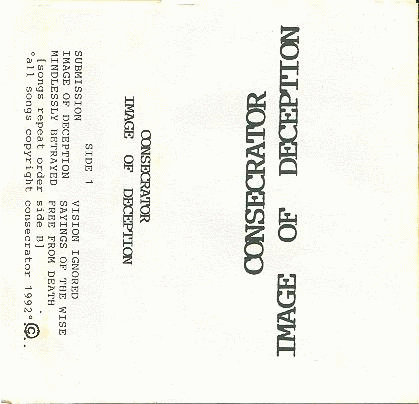 CONSECRATOR
IMAGE OF DECEPTION
CONSECRATOR
IMAGE OF DECEPTION
SIDE 1
SUBMISSION VISION IGNORED
IMAGE OF DECEPTION SAYINGS OF THE WISE
MINDLESSLY BETRAYED FREE FROM DEATH
[songs repeat order side B]
°all songs copyright consecrator 1992°©..